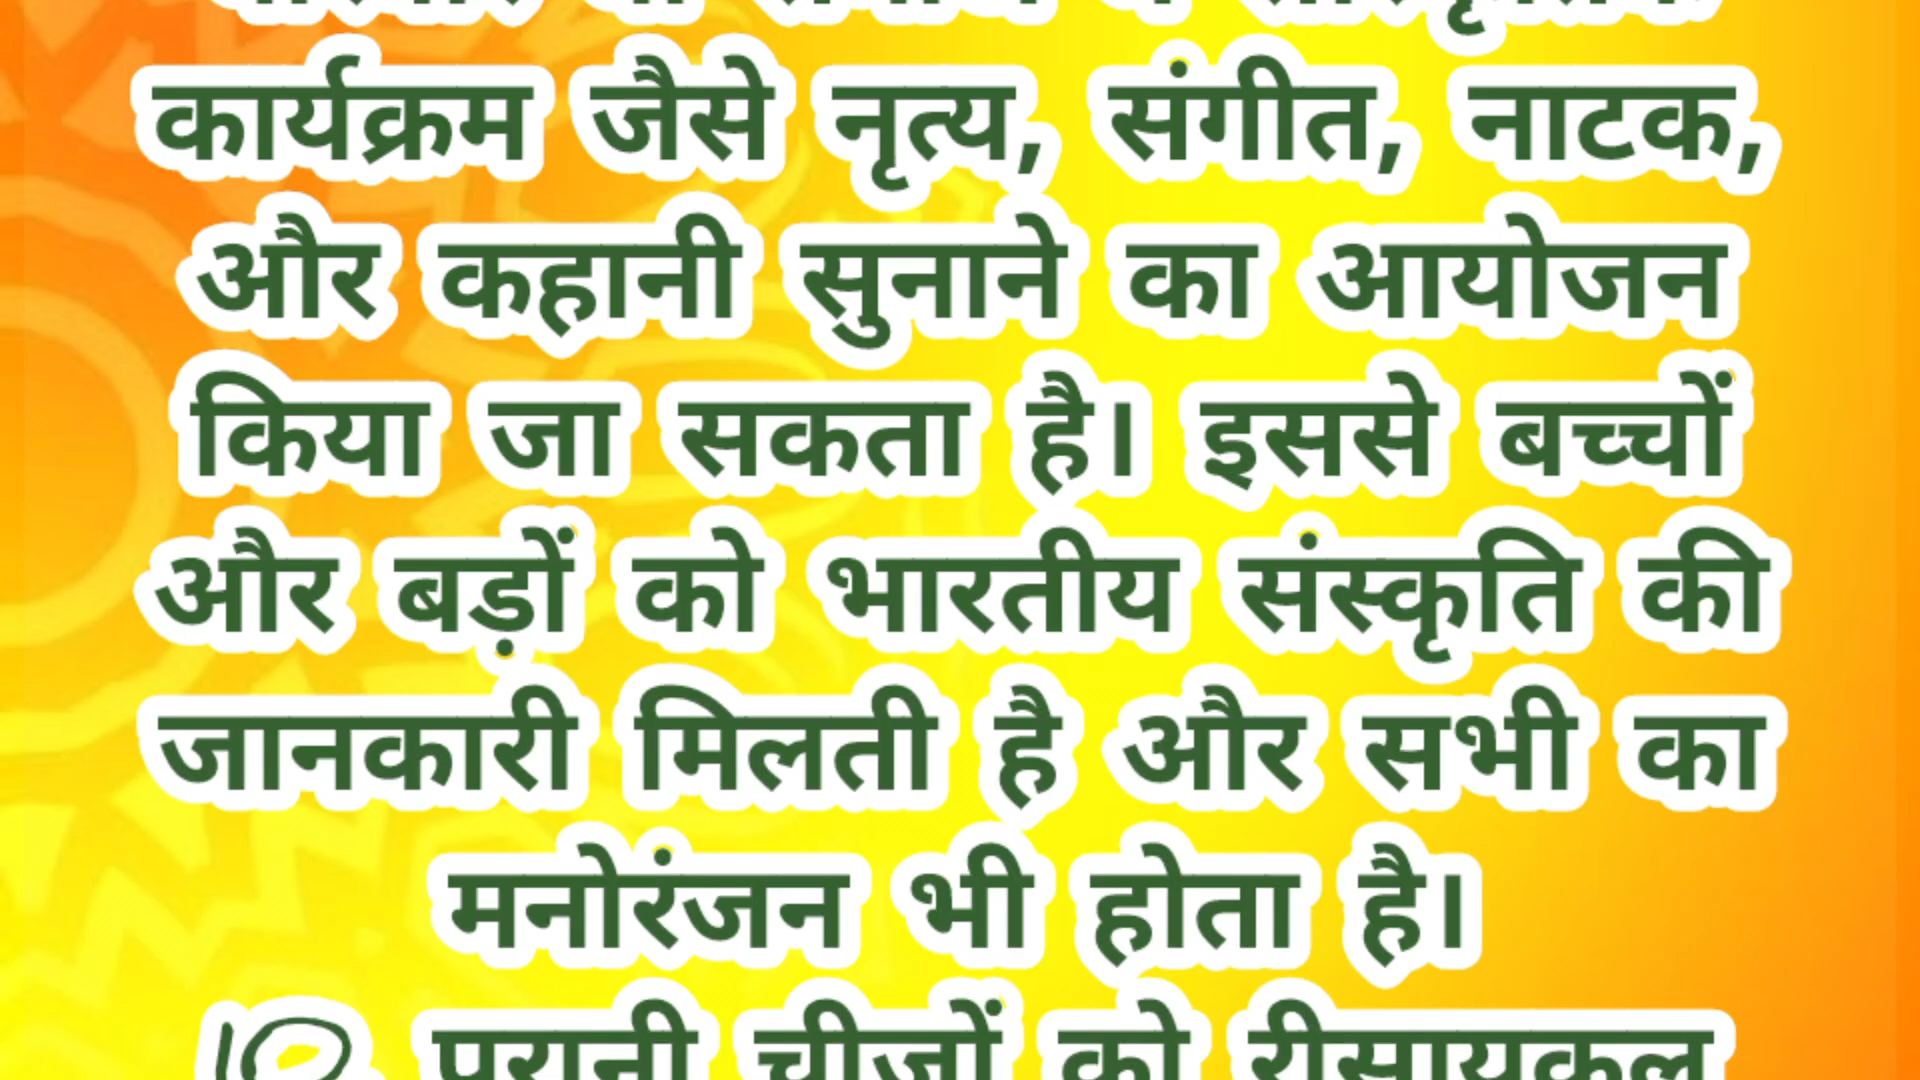 कार्यक्रम जैसे नृत्य, संगीत, नाटक,
और कहानी सुनाने का आयोजन
किया जा सकता है। इससे बच्चों
और बड़ों को भारतीय संस्कृति की
जानकारी मिलती है और सभी का
मनोरंजन भी होता है।
10 पुरानी चीजों को रीसायकल